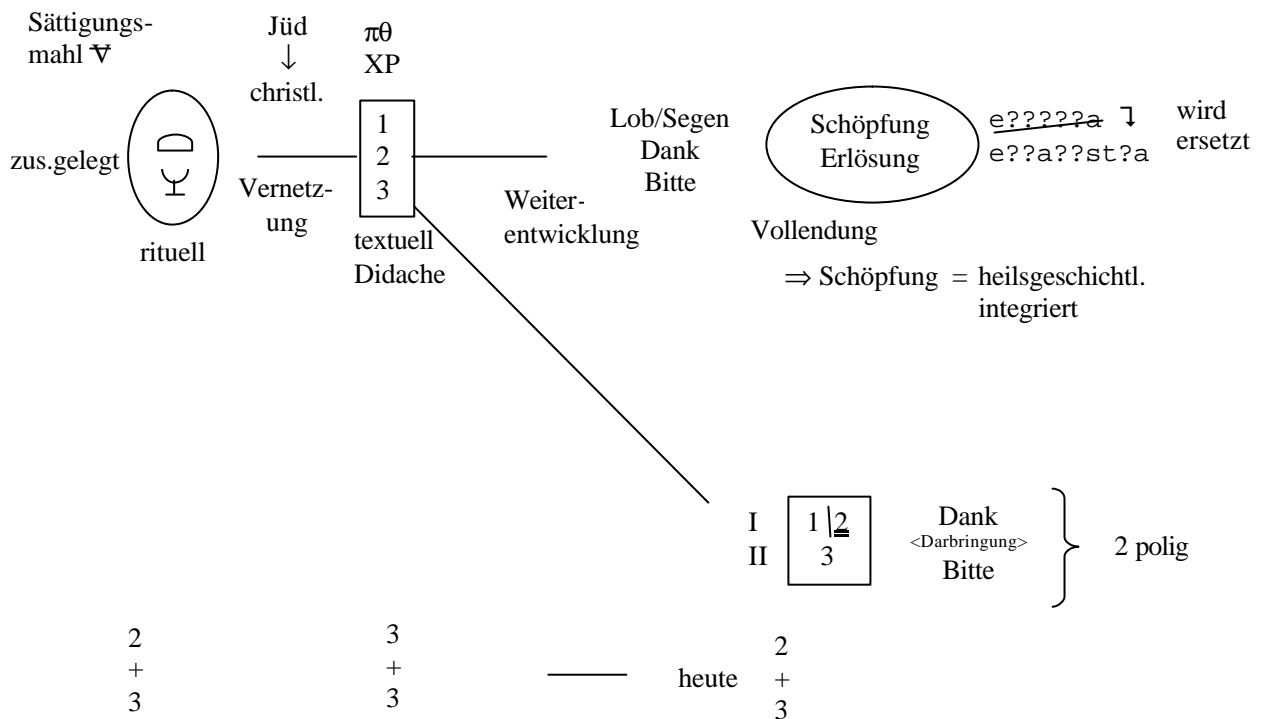 Sättigungs-
mahl ∀
zus.gelegt
rituell
Jüd
↓
christl.
Vernetz-
ung
πθ
XP
1
2
3
textuell
Didache
Weiter-
entwicklung
Lob/Segen
Dank
Bitte
Schöpfung
Erlösung
e?????a
e??a??st?a
wird
ersetzt
Vollendung
⇒ Schöpfung = heilsgeschichtl.
integriert
I 1 2 Dank
<Darbringung>
II 3 Bitte
2 polig
2
+
3
3
+
3
heute
2
+
3